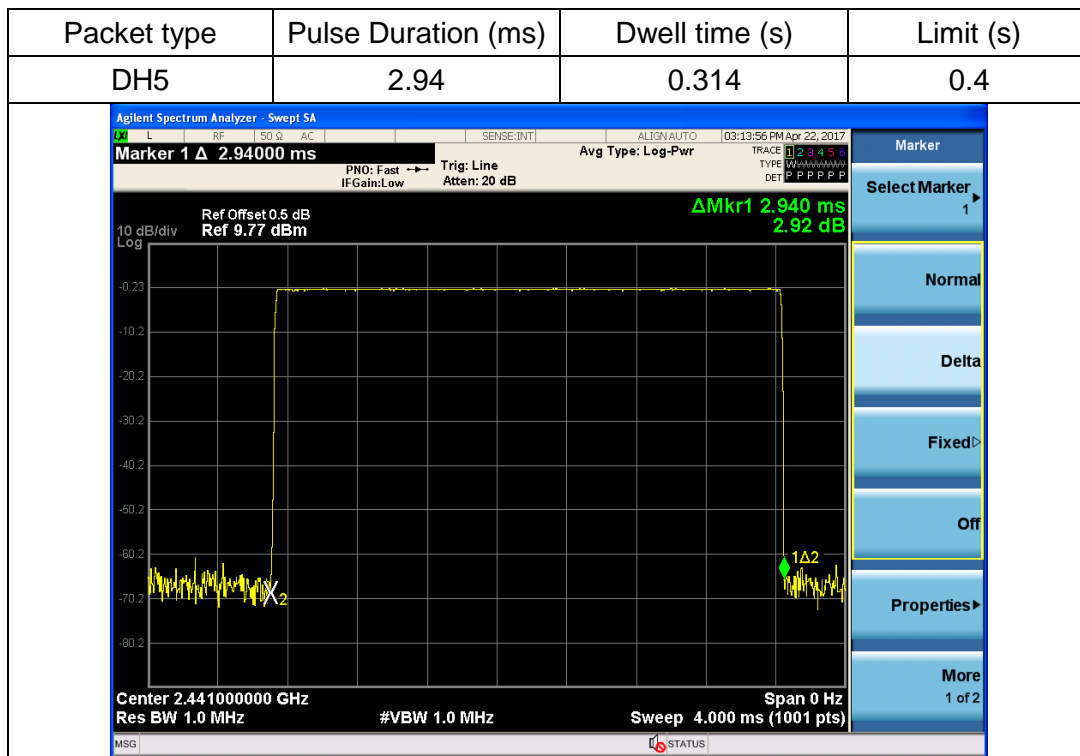 Packet type Pulse Duration (ms) Dwell time (s) Limit (s)
DH5 2.94 0.314 0.4
Agilent Spectrum Analyzer - Swept SA
LXI L RF 50 Ω AC SENSE:INT ALIGN AUTO 03:13:56 PM Apr 22, 2017
Marker 1 Δ 2.94000 ms
PNO: Fast
IFGain:Low
Trig: Line
Atten: 20 dB
Avg Type: Log-Pwr
TRACE 1 2 3 4 5 6
TYPE WWWWWW
DET P P P P P P
Ref Offset 0.5 dB
10 dB/div Ref 9.77 dBm
Log
ΔMkr1 2.940 ms
2.92 dB
-0.23
-10.2
-20.2
-30.2
-40.2
-50.2
-60.2
-70.2
-80.2
1Δ2
X2
Center 2.441000000 GHz Span 0 Hz
Res BW 1.0 MHz #VBW 1.0 MHz Sweep 4.000 ms (1001 pts)
MSG STATUS
Marker
Select Marker
1
Normal
Delta
Fixed
Off
Properties
More
1 of 2